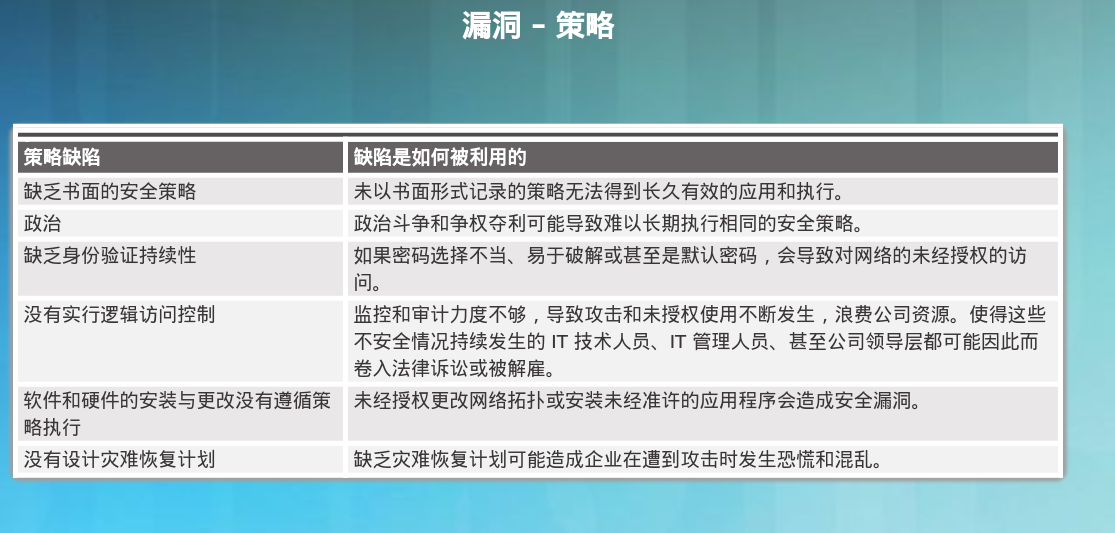 漏洞 – 策略
策略缺陷
缺陷是如何被利用的
缺乏书面的安全策略
未以书面形式记录的策略无法得到长久有效的应用和执行。
政治
政治斗争和争权夺利可能导致难以长期执行相同的安全策略。
缺乏身份验证持续性
如果密码选择不当、易于破解或甚至是默认密码，会导致对网络的未经授权的访
问。
没有实行逻辑访问控制
监控和审计力度不够，导致攻击和未授权使用不断发生，浪费公司资源。使得这些
不安全情况持续发生的 IT 技术人员、IT 管理人员、甚至公司领导层都可能因此而
卷入法律诉讼或被解雇。
软件和硬件的安装与更改没有遵循策
略执行
未经授权更改网络拓扑或安装未经准许的应用程序会造成安全漏洞。
没有设计灾难恢复计划
缺乏灾难恢复计划可能造成企业在遭到攻击时发生恐慌和混乱。